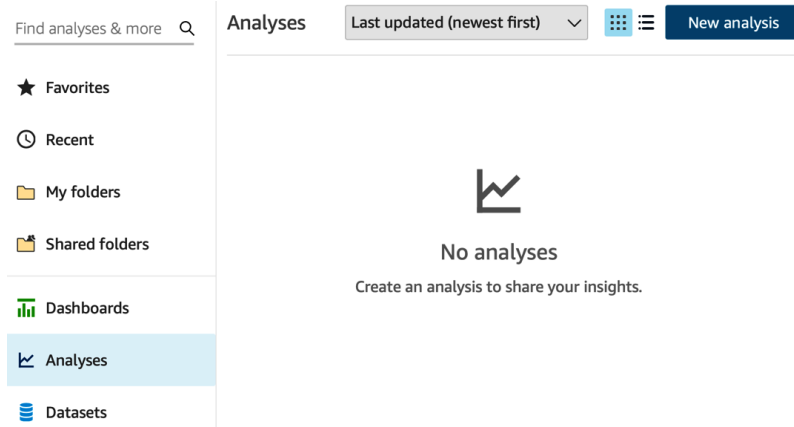 Find analyses & more
Favorites
Recent
My folders
Shared folders
Dashboards
Analyses
Datasets
Analyses
Last updated (newest first)
New analysis
No analyses
Create an analysis to share your insights.